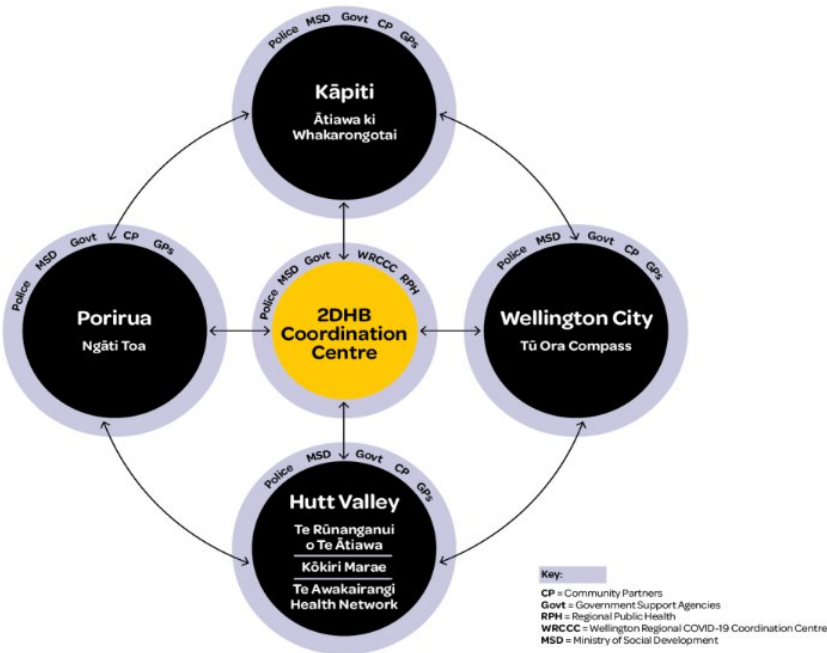 Police MSD Govt CP GPs
Kāpiti
Ātiawa ki
Whakarongotai
Police MSD Govt CP GPs
Porirua
Ngāti Toa
Police MSD Govt WRCCC RPH
2DHB
Coordination
Centre
Police MSD Govt CP GPs
Wellington City
Tū Ora Compass
Police MSD Govt CP GPs
Hutt Valley
Te Rūnanganui
o Te Ātiawa
Kōkiri Marae
Te Awakairangi
Health Network
Key:
CP = Community Partners
Govt = Government Support Agencies
RPH = Regional Public Health
WRCCC = Wellington Regional COVID-19 Coordination Centre
MSD = Ministry of Social Development